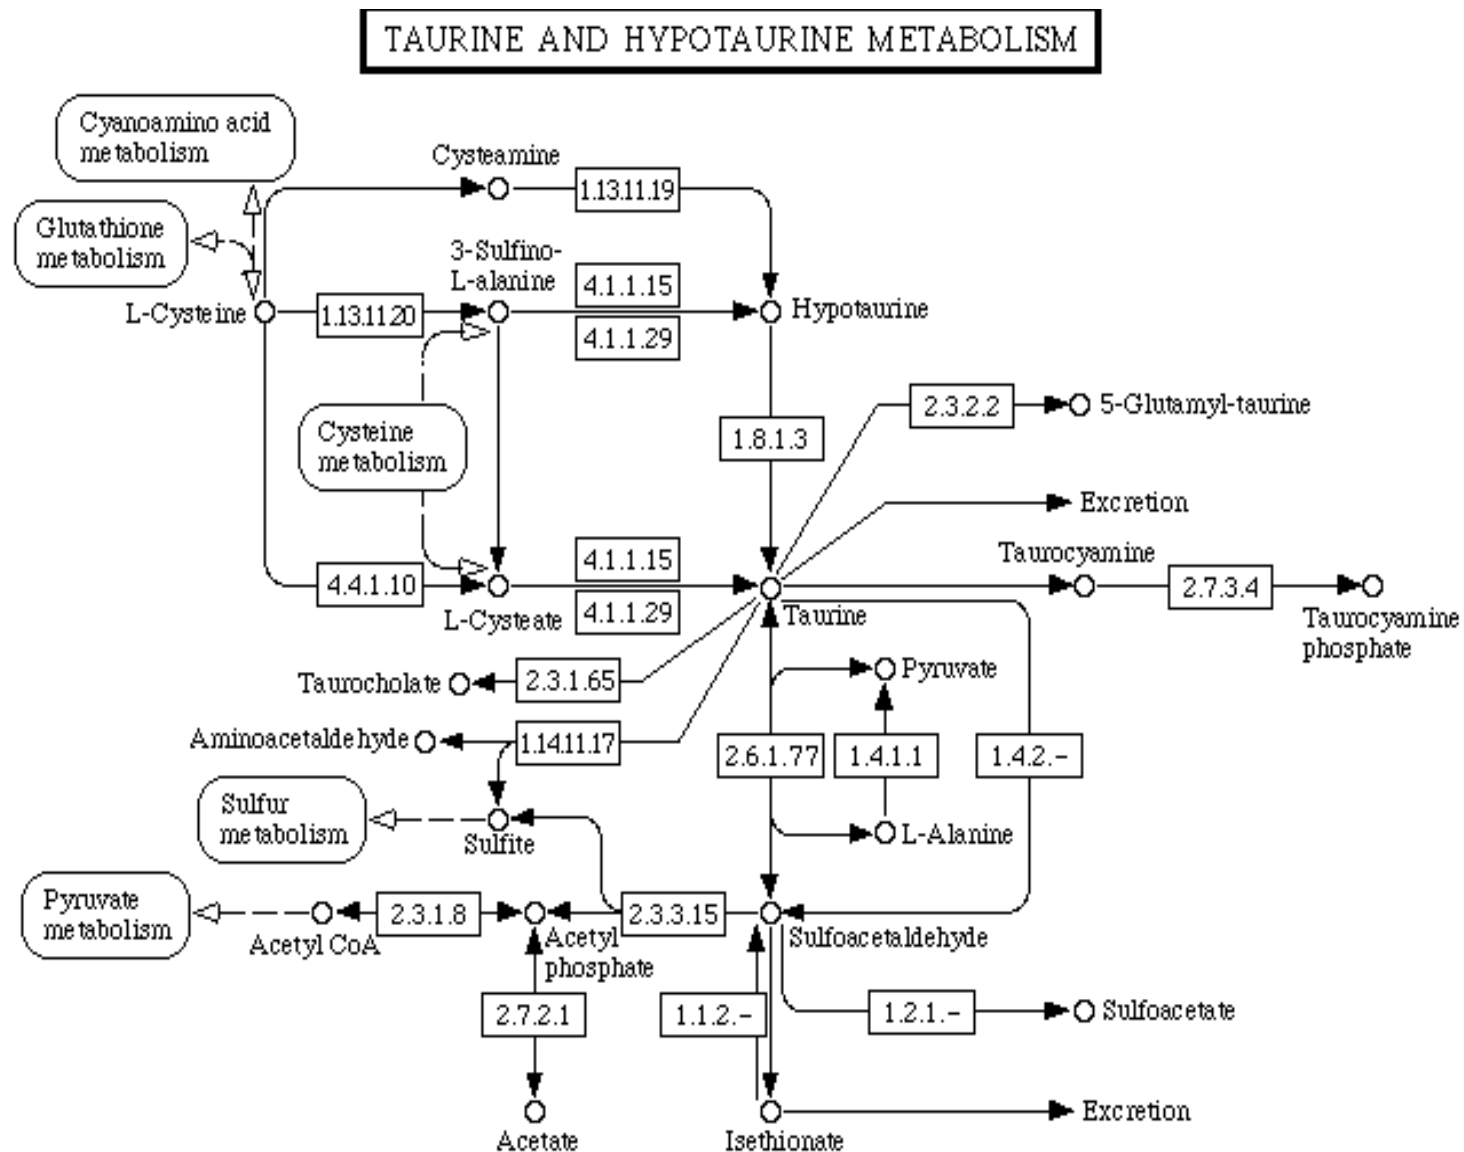 TAURINE AND HYPOTAURINE METABOLISM
Cyanoamino acid
metabolism
Cysteamine
1.13.11.19
Glutathione
metabolism
3-Sulfino-
L-alanine
4.1.1.15
L-Cysteine
1.13.11.20
Hypotaurine
4.1.1.29
2.3.2.2
5-Glutamyl-taurine
Cysteine
metabolism
1.8.1.3
Excretion
4.1.1.15
Taurocyamine
4.4.1.10
2.7.3.4
L-Cysteate
4.1.1.29
Taurine
Taurocyamine
phosphate
Taurocholate
2.3.1.65
Pyruvate
Aminoacetaldehyde
1.14.11.17
2.6.1.77
1.4.1.1
1.4.2.-
Sulfur
metabolism
Sulfite
L-Alanine
Pyruvate
metabolism
2.3.1.8
2.3.3.15
Acetyl CoA
Acetyl
phosphate
Sulfoacetaldehyde
2.7.2.1
1.1.2.-
1.2.1.-
Sulfoacetate
Acetate
Isethionate
Excretion